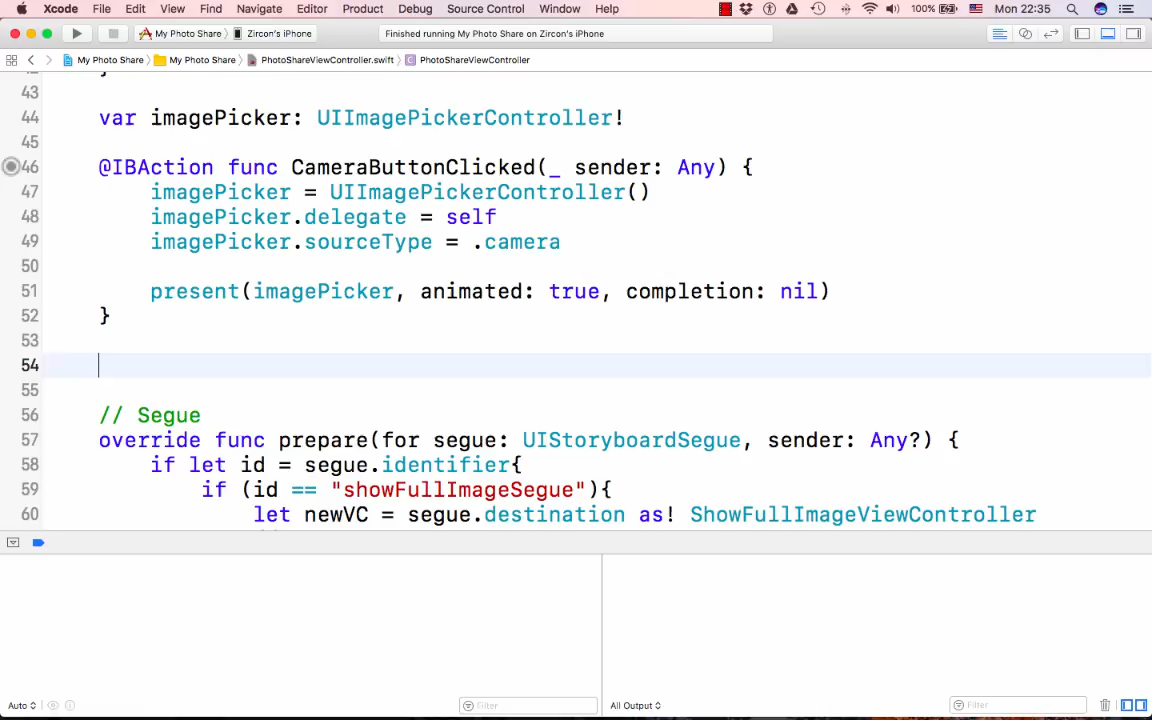 Xcode File Edit View Find Navigate Editor Product Debug Source Control Window Help 100% Mon 22:35
My Photo Share Zircon's iPhone Finished running My Photo Share on Zircon's iPhone
My Photo Share My Photo Share PhotoShareViewController.swift PhotoShareViewController
43
44 var imagePicker: UIImagePickerController!
45
46 @IBAction func CameraButtonClicked(_ sender: Any) {
47 imagePicker = UIImagePickerController()
48 imagePicker.delegate = self
49 imagePicker.sourceType = .camera
50
51 present(imagePicker, animated: true, completion: nil)
52 }
53
54
55
56 // Segue
57 override func prepare(for segue: UIStoryboardSegue, sender: Any?) {
58 if let id = segue.identifier{
59 if (id == "showFullImageSegue"){
60 let newVC = segue.destination as! ShowFullImageViewController
Auto Filter All Output Filter